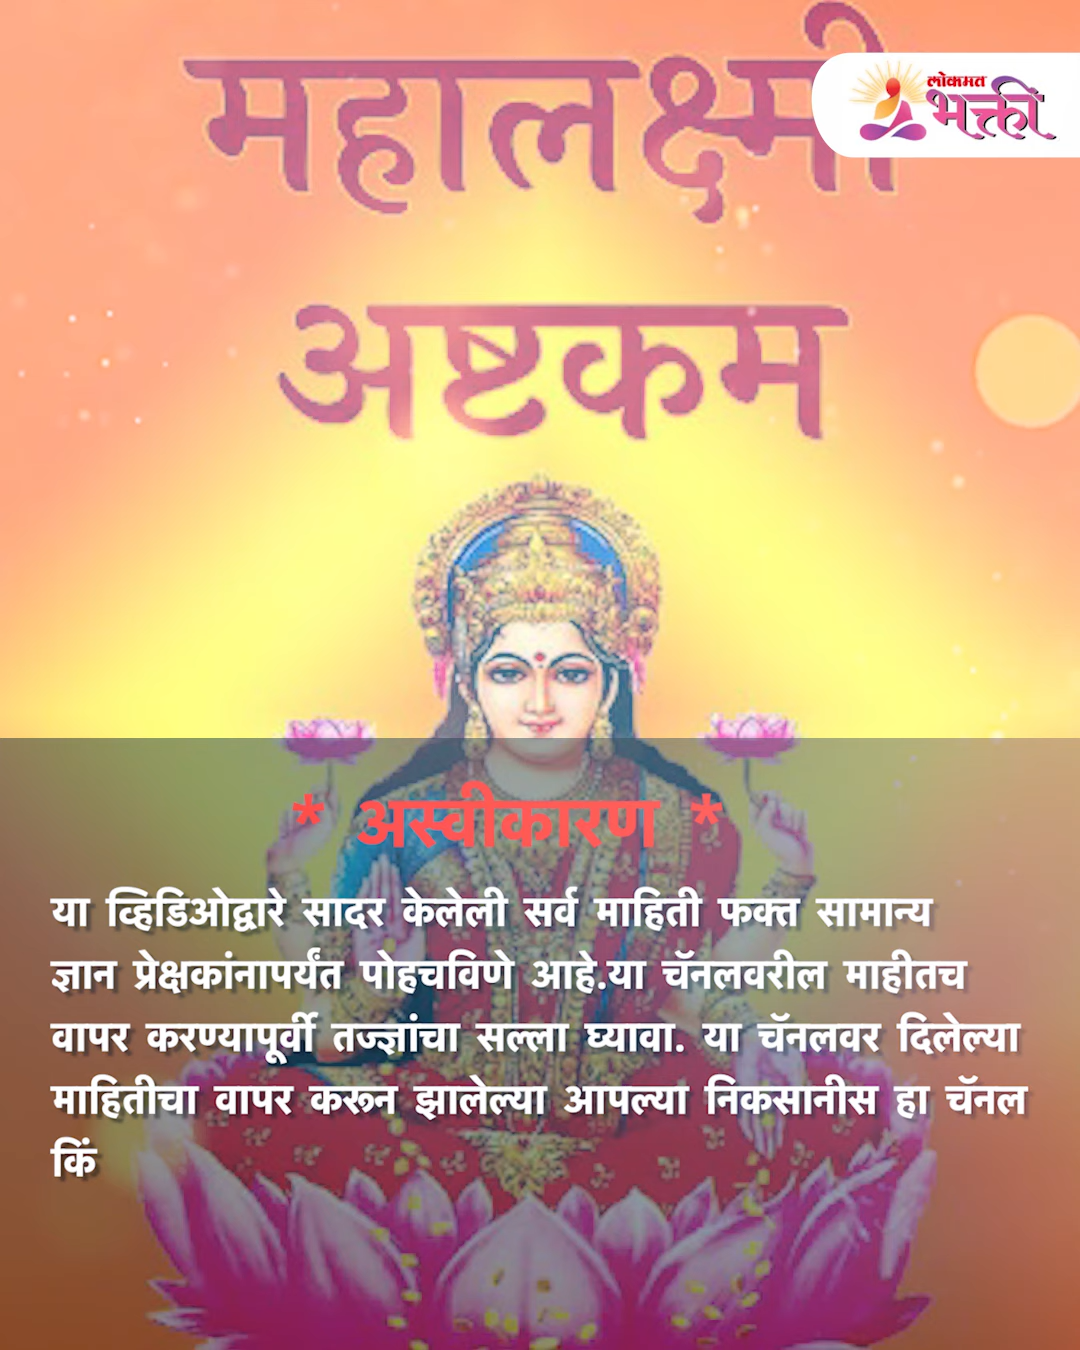 महालक्ष्मी
लोकमत
भक्ती
अष्टकम
* अस्वीकारण *
या व्हिडिओद्वारे सादर केलेली सर्व माहिती फक्त सामान्य
ज्ञान प्रेक्षकांनापर्यंत पोहचविणे आहे.या चॅनलवरील माहीतच
वापर करण्यापूर्वी तज्ज्ञांचा सल्ला घ्यावा. या चॅनलवर दिलेल्या
माहितीचा वापर करून झालेल्या आपल्या निकसानीस हा चॅनल
किं